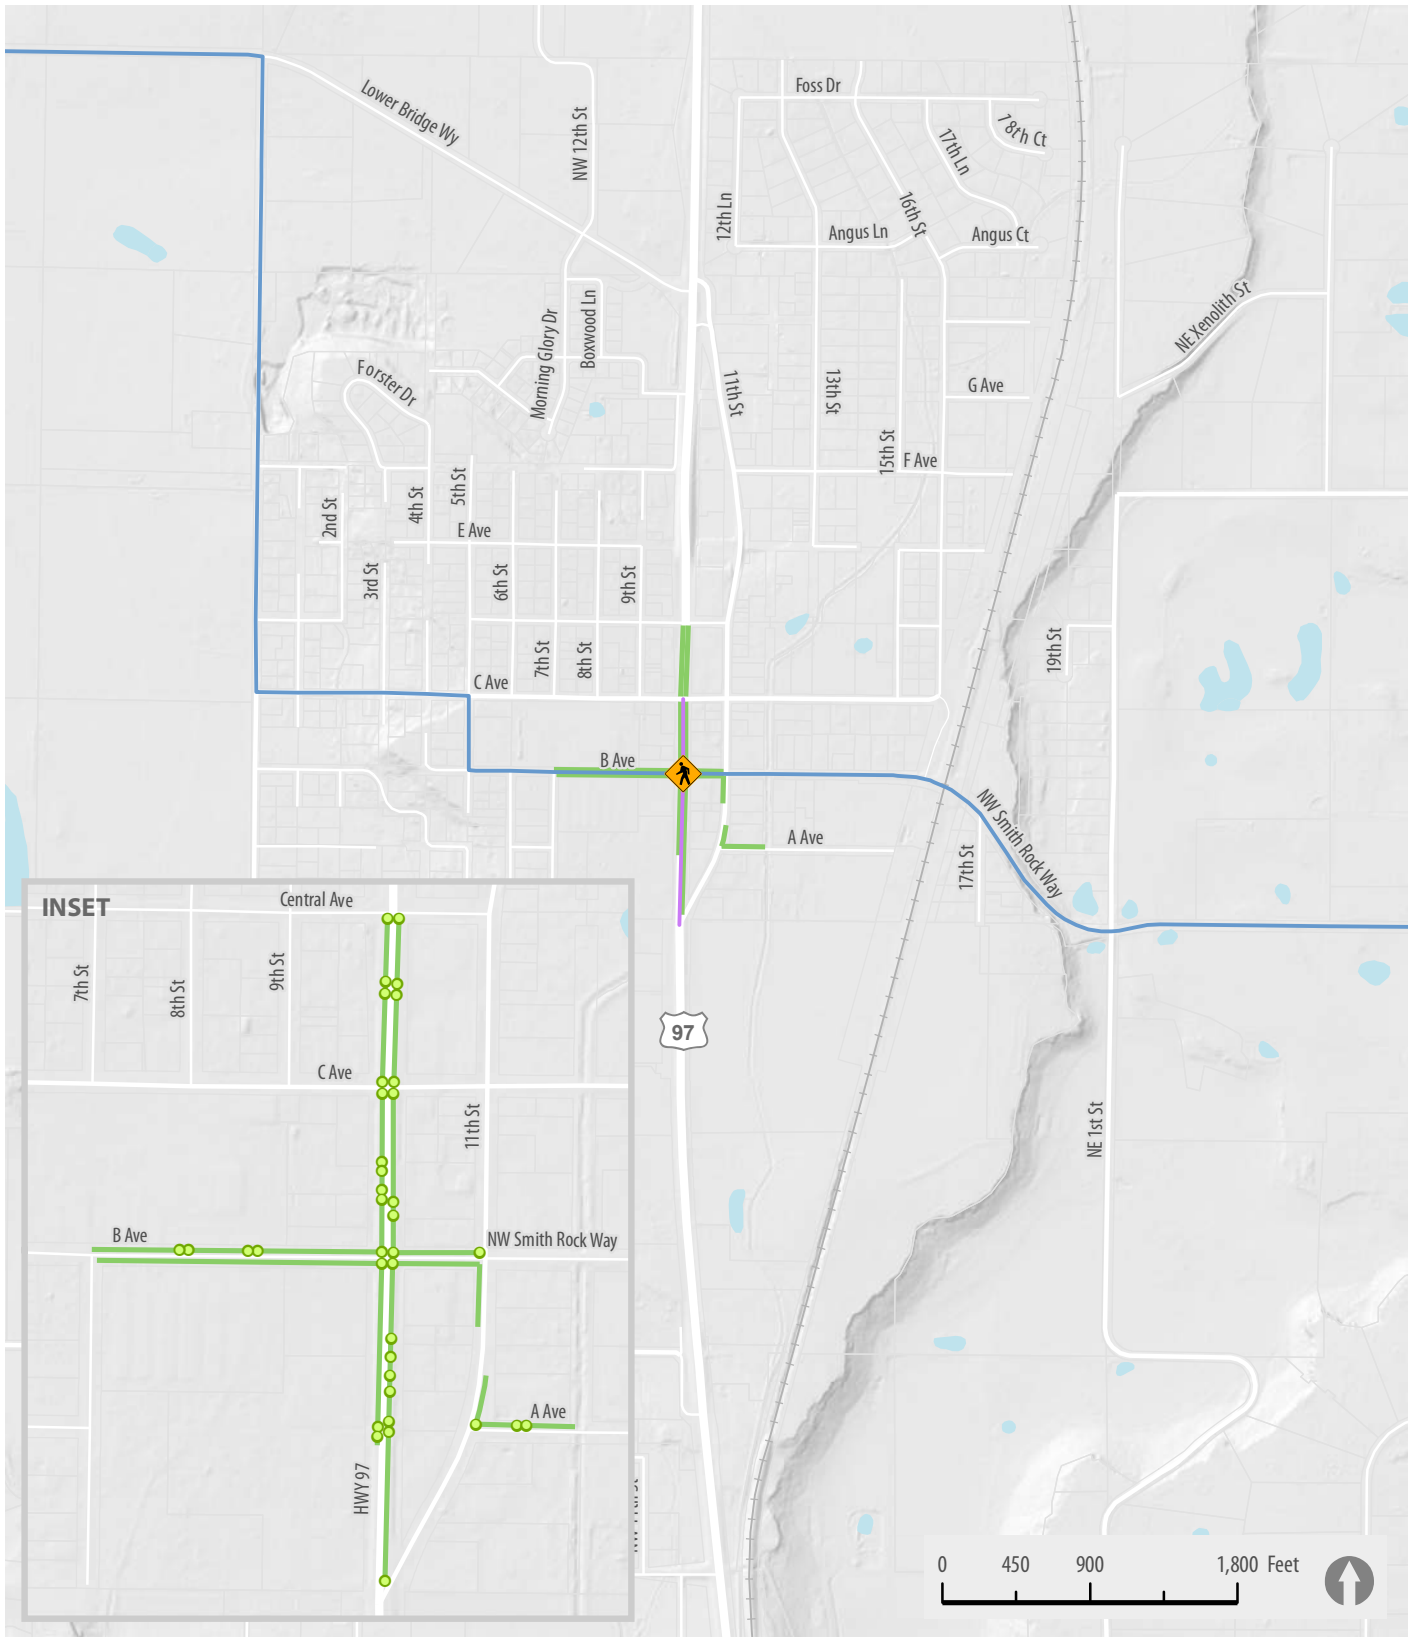 Foss Dr
Lower Bridge Wy
NW 12th St
17th Ln
18th Ct
12th Ln
16th St
Angus Ln
Angus Ct
NE Xenolith St
Boxwood Ln
Morning Glory Dr
Forster Dr
11th St
13th St
G Ave
15th St
F Ave
5th St
4th St
2nd St
E Ave
3rd St
6th St
9th St
19th St
7th St
8th St
C Ave
B Ave
NW Smith Rock Way
A Ave
17th St
INSET
Central Ave
7th St
8th St
9th St
97
C Ave
11th St
NE 1st St
B Ave
NW Smith Rock Way
A Ave
HWY 97
0 450 900 1,800 Feet